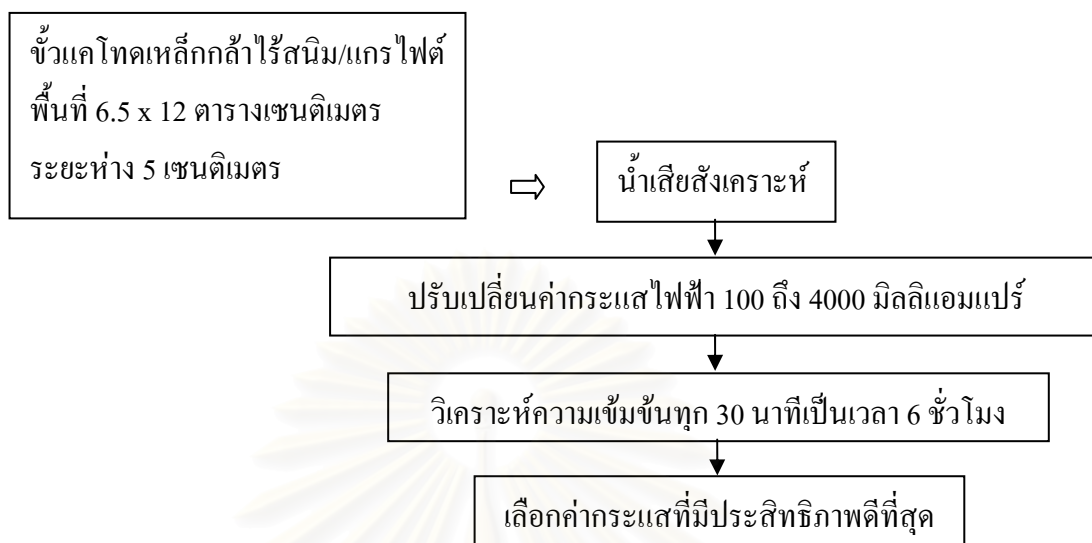 ขั้วแคโทดเหล็กกล้าไร้สนิม/แกรไฟต์
พื้นที่ 6.5 x 12 ตารางเซนติเมตร
ระยะห่าง 5 เซนติเมตร
น้ำเสียสังเคราะห์
ปรับเปลี่ยนค่ากระแสไฟฟ้า 100 ถึง 4000 มิลลิแอมแปร์
วิเคราะห์ความเข้มข้นทุก 30 นาทีเป็นเวลา 6 ชั่วโมง
เลือกค่ากระแสที่มีประสิทธิภาพดีที่สุด